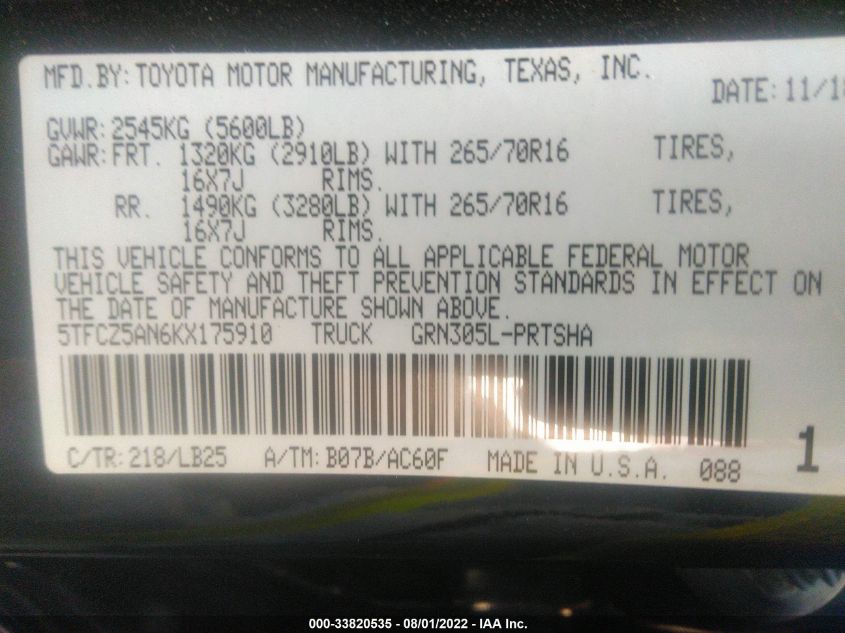 MFD.BY: TOYOTA MOTOR MANUFACTURING, TEXAS, INC.
DATE: 11/18
GVWR: 2545KG (5600LB)
GAWR: FRT. 1320KG (2910LB) WITH 265/70R16 TIRES,
16X7J RIMS.
RR. 1490KG (3280LB) WITH 265/70R16 TIRES,
16X7J RIMS.
THIS VEHICLE CONFORMS TO ALL APPLICABLE FEDERAL MOTOR
VEHICLE SAFETY AND THEFT PREVENTION STANDARDS IN EFFECT ON
THE DATE OF MANUFACTURE SHOWN ABOVE.
5TFCZ5AN6KX175910 TRUCK GRN305L-PRTSHA
C/TR: 218/LB25 A/TM: B07B/AC60F MADE IN U.S.A. 088 1
000-33820535 - 08/01/2022 - IAA Inc.